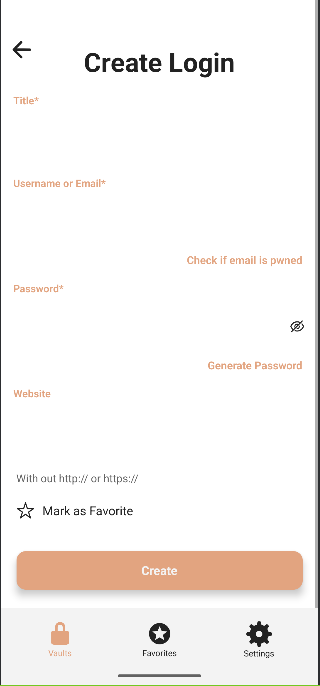 Create Login
Title*
Username or Email*
Check if email is pwned
Password*
Generate Password
Website
With out http:// or https://
Mark as Favorite
Create
Vaults
Favorites
Settings